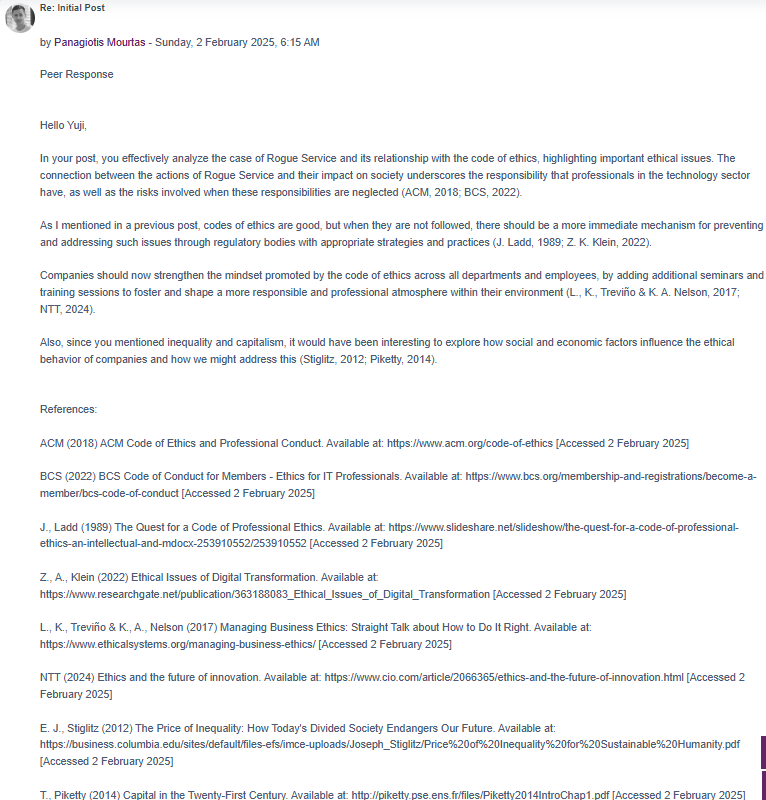 Re: Initial Post
by Panagiotis Mourtas - Sunday, 2 February 2025, 6:15 AM
Peer Response
Hello Yuji,
In your post, you effectively analyze the case of Rogue Service and its relationship with the code of ethics, highlighting important ethical issues. The
connection between the actions of Rogue Service and their impact on society underscores the responsibility that professionals in the technology sector
have, as well as the risks involved when these responsibilities are neglected (ACM, 2018; BCS, 2022).
As I mentioned in a previous post, codes of ethics are good, but when they are not followed, there should be a more immediate mechanism for preventing
and addressing such issues through regulatory bodies with appropriate strategies and practices (J. Ladd, 1989; Z. K. Klein, 2022).
Companies should now strengthen the mindset promoted by the code of ethics across all departments and employees, by adding additional seminars and
training sessions to foster and shape a more responsible and professional atmosphere within their environment (L., K., Treviño & K. A. Nelson, 2017;
NTT, 2024).
Also, since you mentioned inequality and capitalism, it would have been interesting to explore how social and economic factors influence the ethical
behavior of companies and how we might address this (Stiglitz, 2012; Piketty, 2014).
References:
ACM (2018) ACM Code of Ethics and Professional Conduct. Available at: https://www.acm.org/code-of-ethics [Accessed 2 February 2025]
BCS (2022) BCS Code of Conduct for Members - Ethics for IT Professionals. Available at: https://www.bcs.org/membership-and-registrations/become-a-
member/bcs-code-of-conduct [Accessed 2 February 2025]
J., Ladd (1989) The Quest for a Code of Professional Ethics. Available at: https://www.slideshare.net/slideshow/the-quest-for-a-code-of-professional-
ethics-an-intellectual-and-mdocx-253910552/253910552 [Accessed 2 February 2025]
Z., A., Klein (2022) Ethical Issues of Digital Transformation. Available at:
https://www.researchgate.net/publication/363188083_Ethical_Issues_of_Digital_Transformation [Accessed 2 February 2025]
L., K., Treviño & K., A., Nelson (2017) Managing Business Ethics: Straight Talk about How to Do It Right. Available at:
https://www.ethicalsystems.org/managing-business-ethics/ [Accessed 2 February 2025]
NTT (2024) Ethics and the future of innovation. Available at: https://www.cio.com/article/2066365/ethics-and-the-future-of-innovation.html [Accessed 2
February 2025]
E. J., Stiglitz (2012) The Price of Inequality: How Today's Divided Society Endangers Our Future. Available at:
https://business.columbia.edu/sites/default/files-efs/imce-uploads/Joseph_Stiglitz/Price%20of%20Inequality%20for%20Sustainable%20Humanity.pdf
[Accessed 2 February 2025]
T., Piketty (2014) Capital in the Twenty-First Century. Available at: http://piketty.pse.ens.fr/files/Piketty2014IntroChap1.pdf [Accessed 2 February 2025]